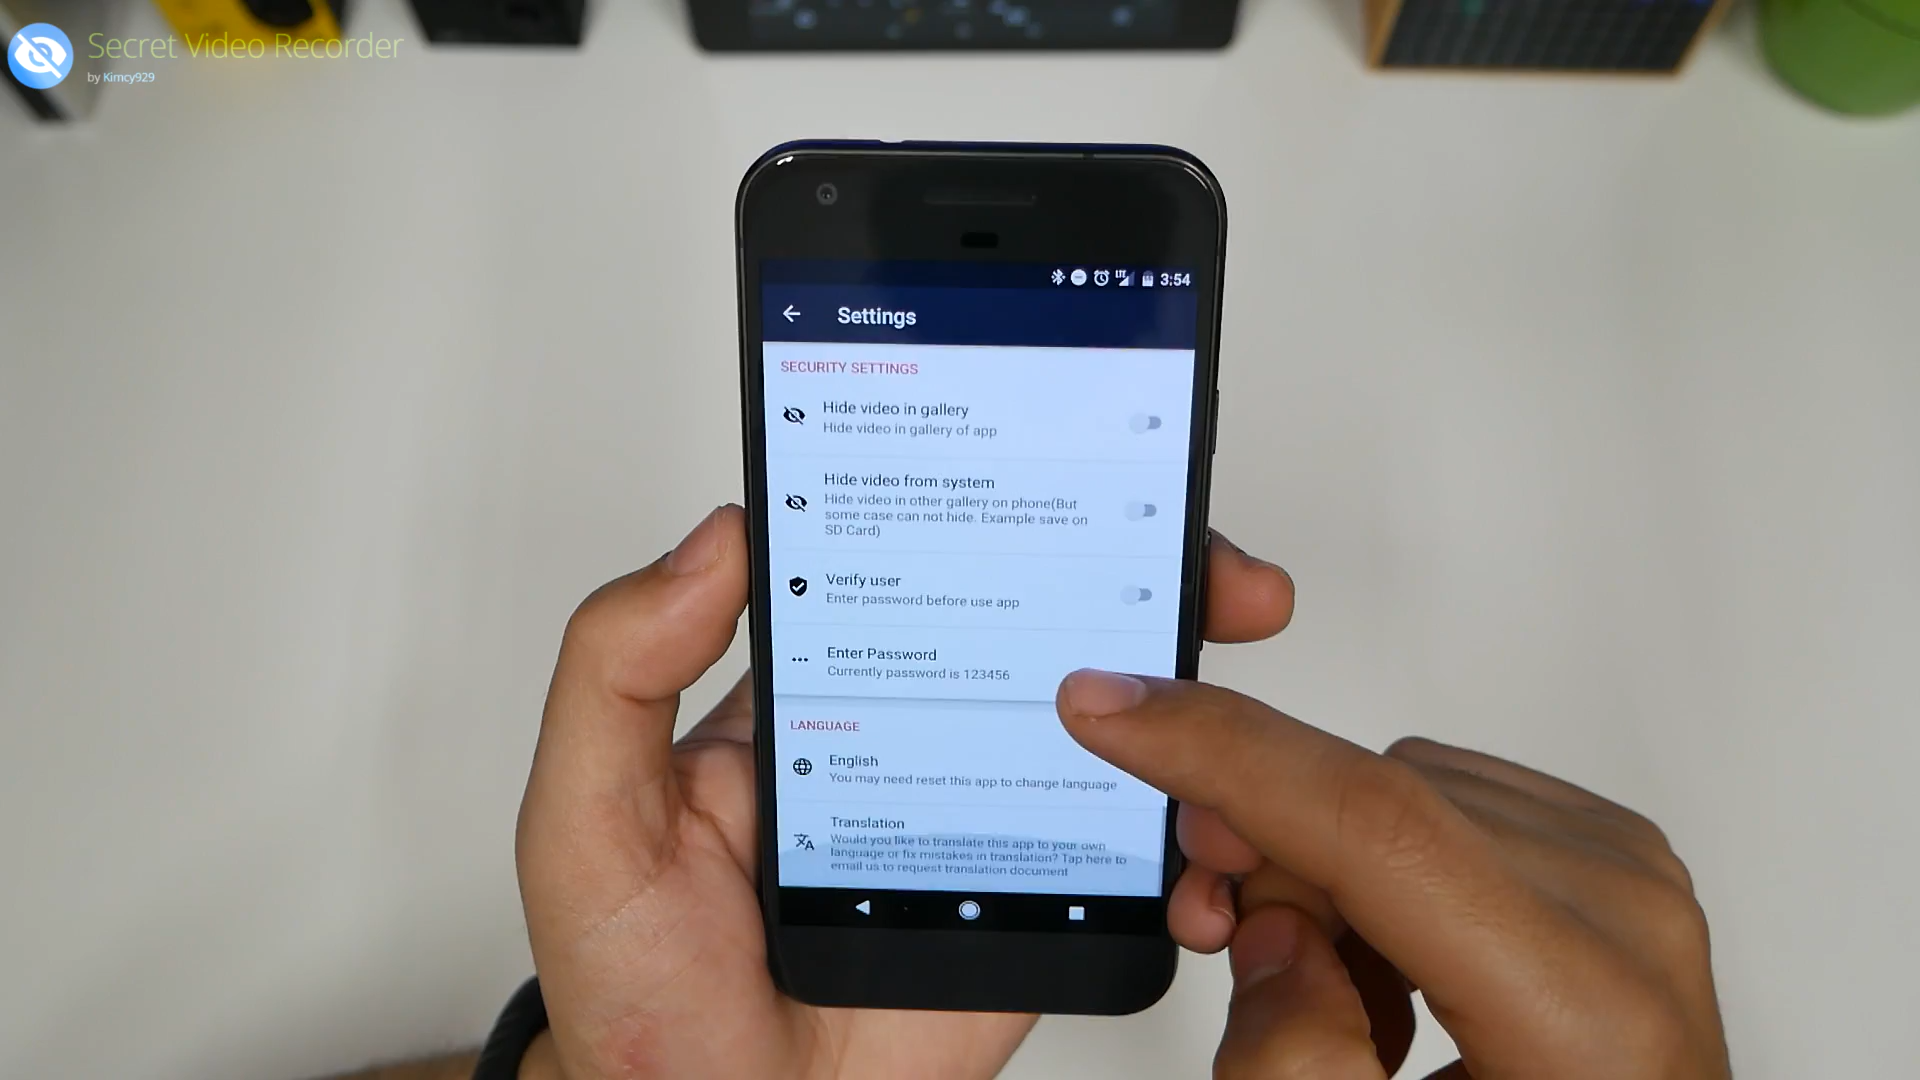 Secret Video Recorder
by Kimcy929
LTE 3:54
Settings
SECURITY SETTINGS
Hide video in gallery
Hide video in gallery of app
Hide video from system
Hide video in other gallery on phone(But
some case can not hide. Example save on
SD Card)
Verify user
Enter password before use app
Enter Password
Currently password is 123456
LANGUAGE
English
You may need reset this app to change language
Translation
Would you like to translate this app to your own
language or fix mistakes in translation? Tap here to
email us to request translation document